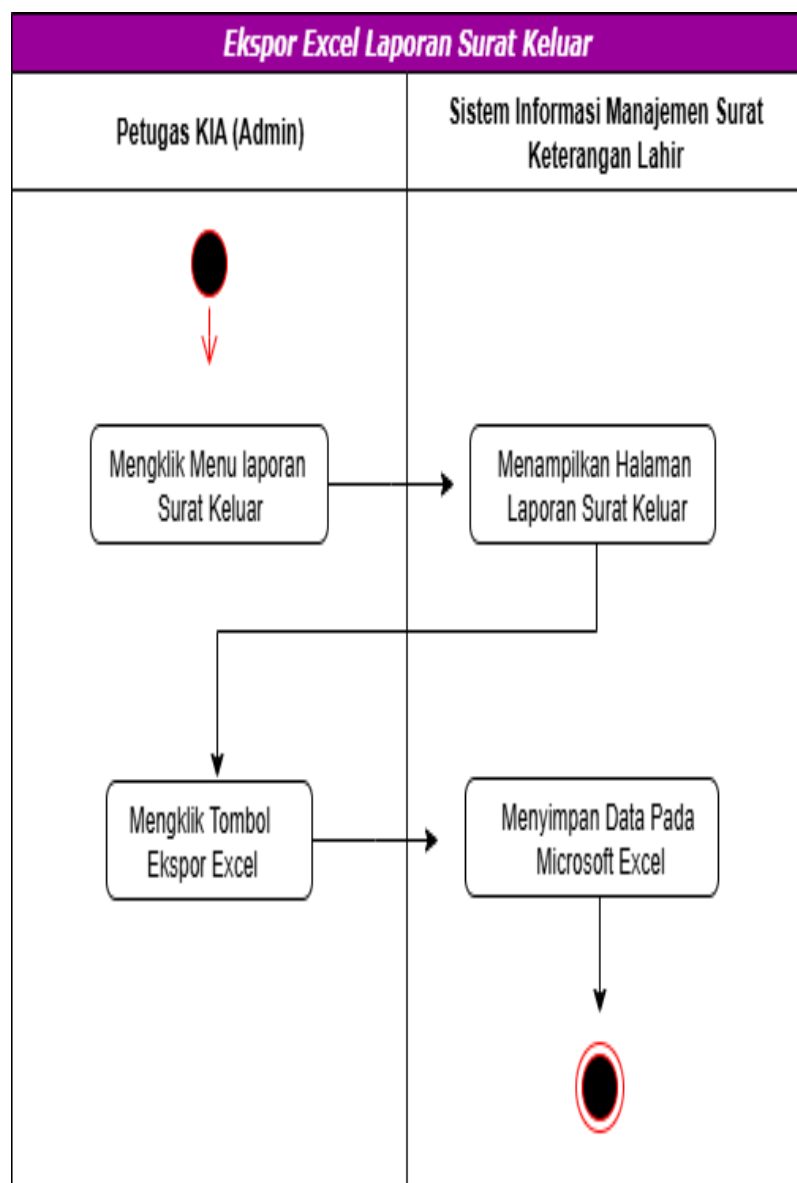 Ekspor Excel Laporan Surat Keluar
Petugas KIA (Admin)
Sistem Informasi Manajemen Surat
Keterangan Lahir
Mengklik Menu laporan
Surat Keluar
Menampilkan Halaman
Laporan Surat Keluar
Mengklik Tombol
Ekspor Excel
Menyimpan Data Pada
Microsoft Excel